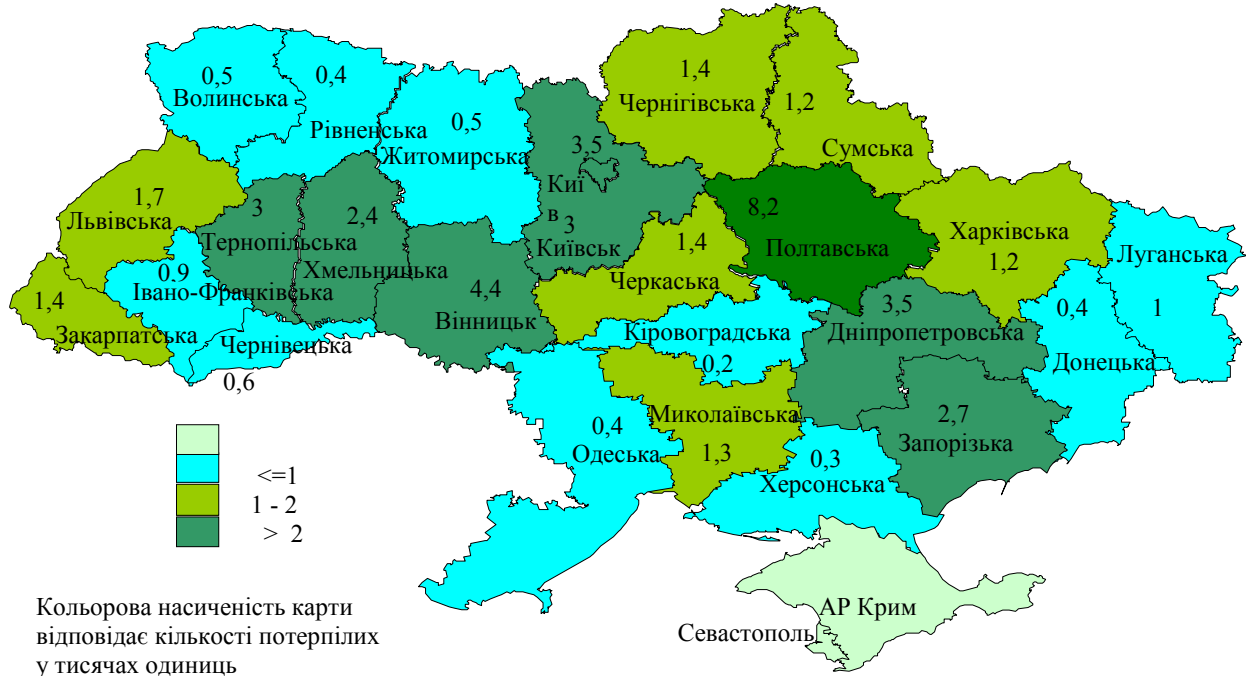 0,5
Волинська
0,4
Рівненська
0,5
Житомирська
1,4
Чернігівська
1,2
Сумська
3,5
Киї
в
3
Київськ
1,7
Львівська
3
Тернопільська
2,4
Хмельницька
0,9
Івано-Франківська
1,4
Закарпатська
Чернівецька
0,6
4,4
Вінницьк
1,4
Черкаська
8,2
Полтавська
Харківська
1,2
Луганська
1
0,4
Донецька
3,5
Дніпропетровська
Кіровоградська
0,2
Миколаївська
1,3
0,4
Одеська
0,3
Херсонська
2,7
Запорізька
АР Крим
Севастополь
<=1
1 - 2
> 2
Кольорова насиченість карти
відповідає кількості потерпілих
у тисячах одиниць